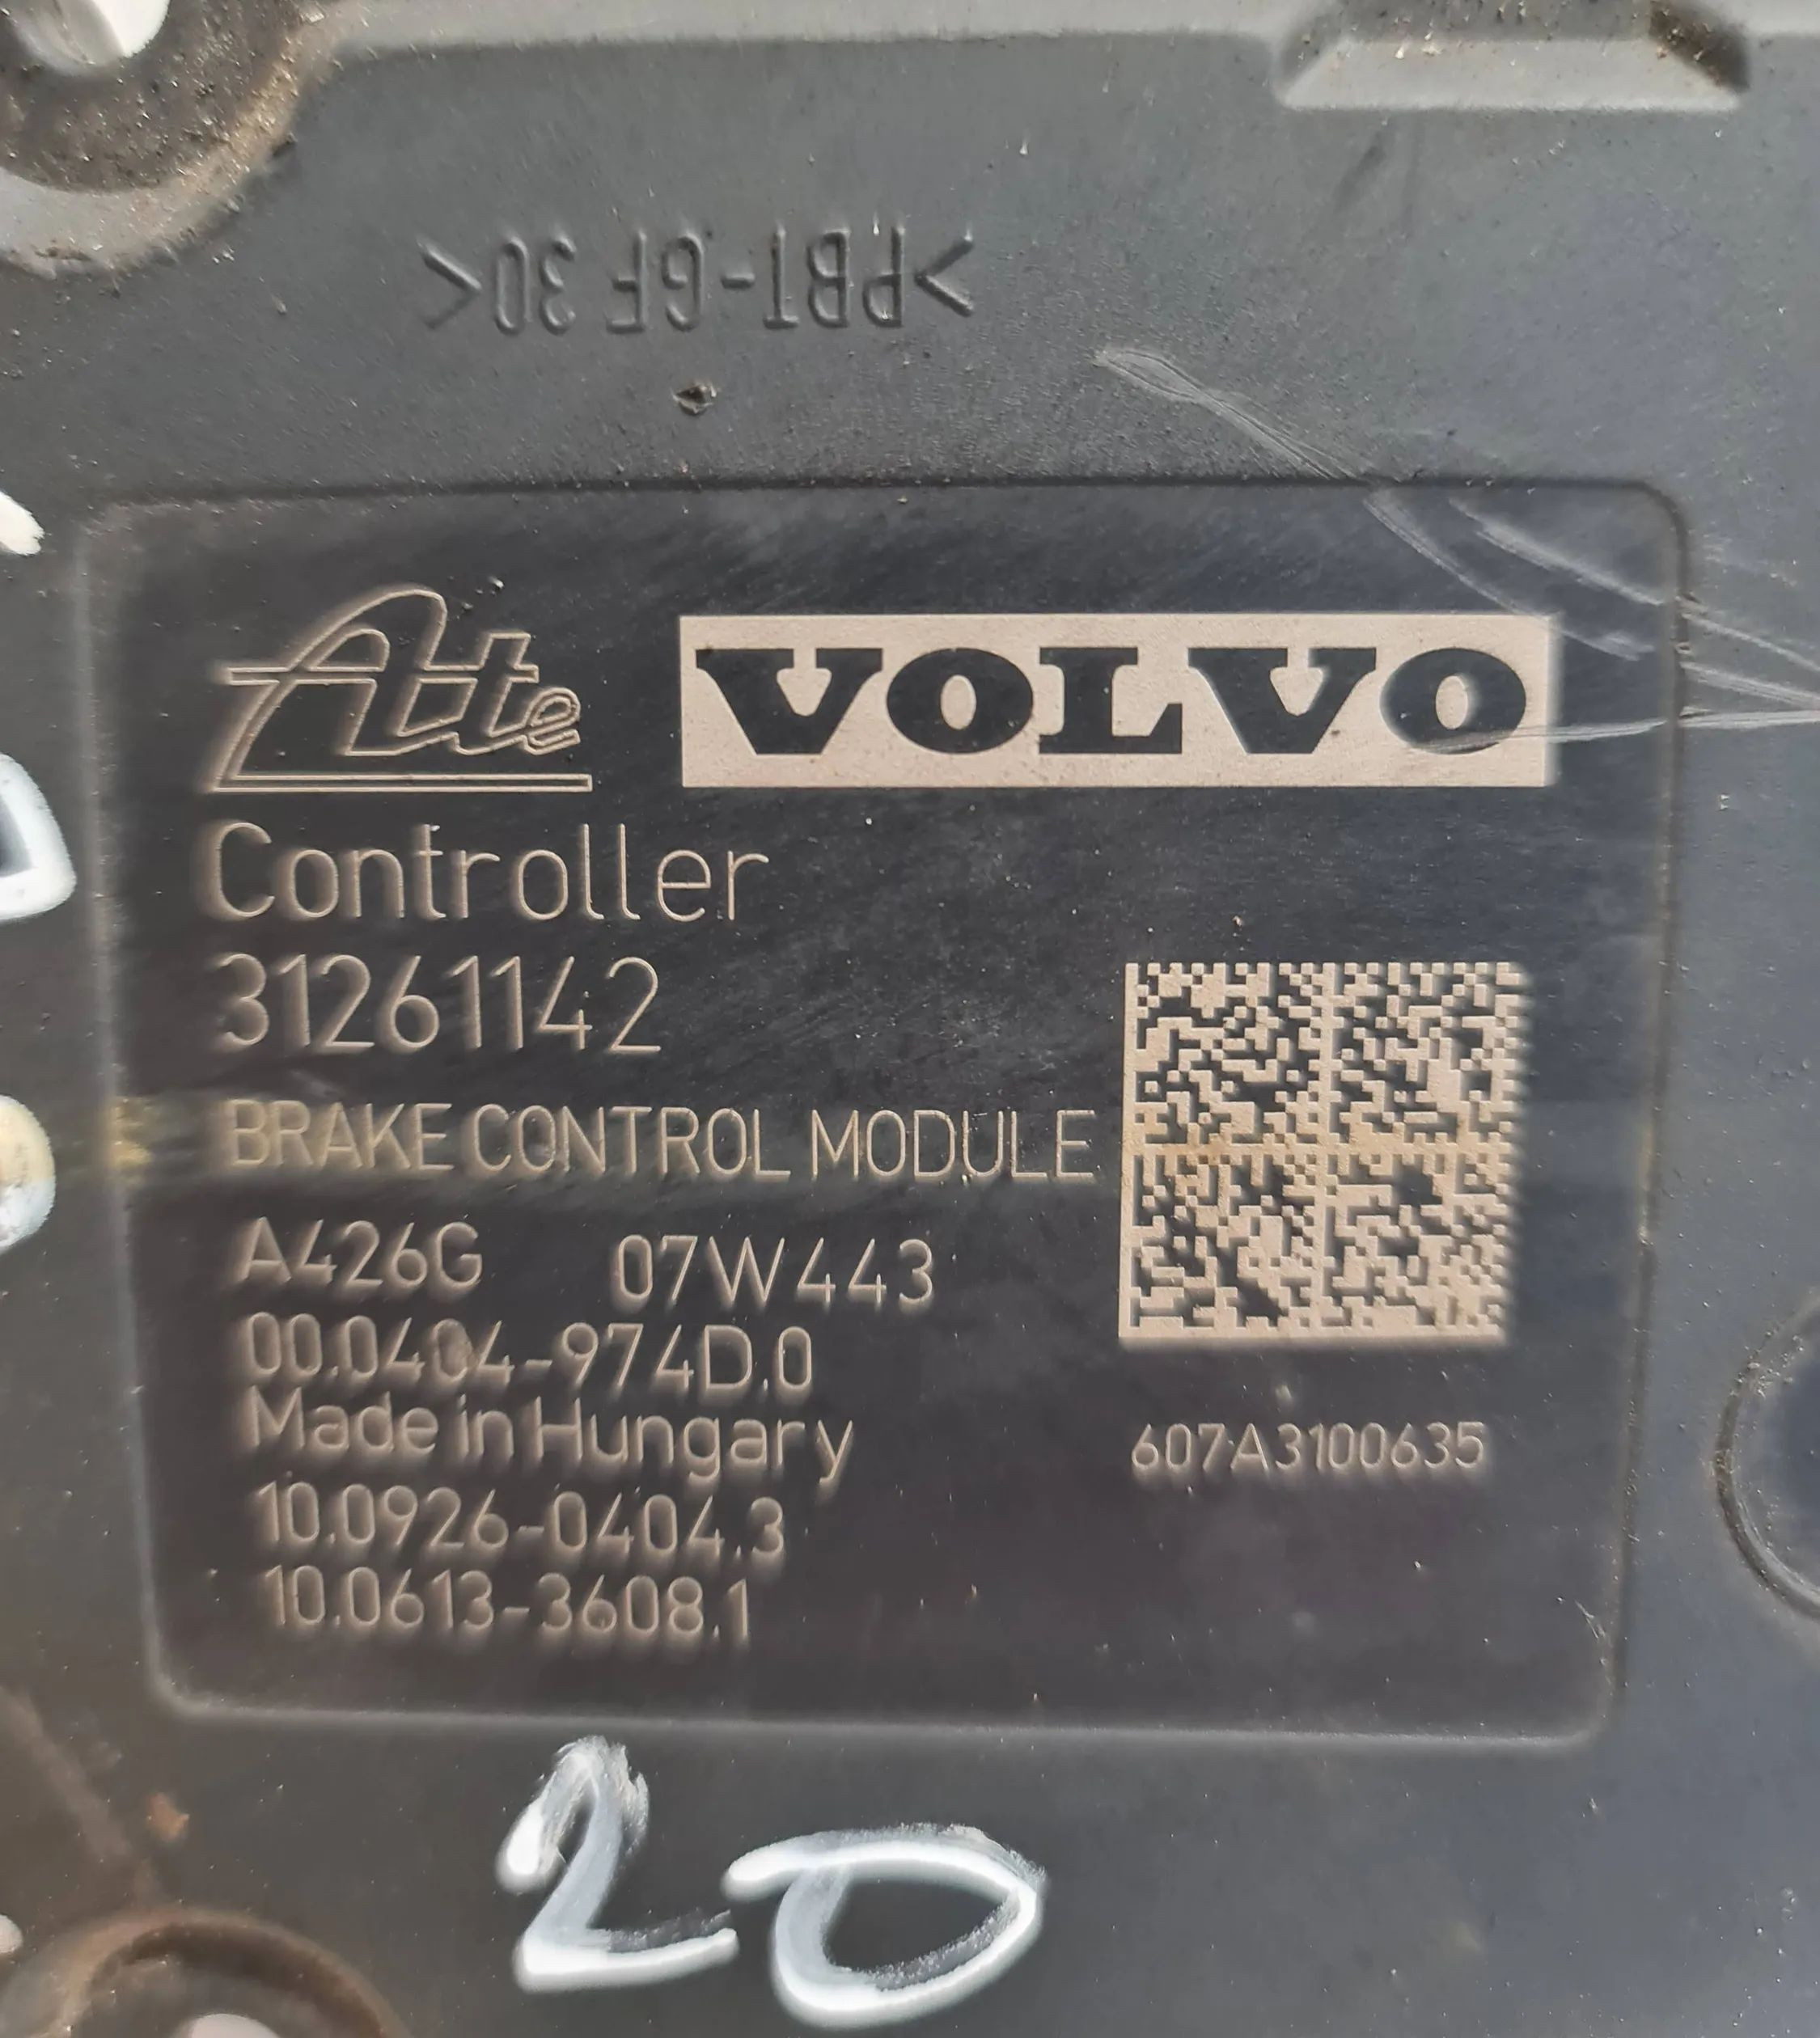 >PBT-GF 30<
Ate VOLVO
Controller
31261142
BRAKE CONTROL MODULE
A426G 07W443
00.0404-974D.0
Made in Hungary
607A3100635
10.0926-0404.3
10.0613-3608.1
20